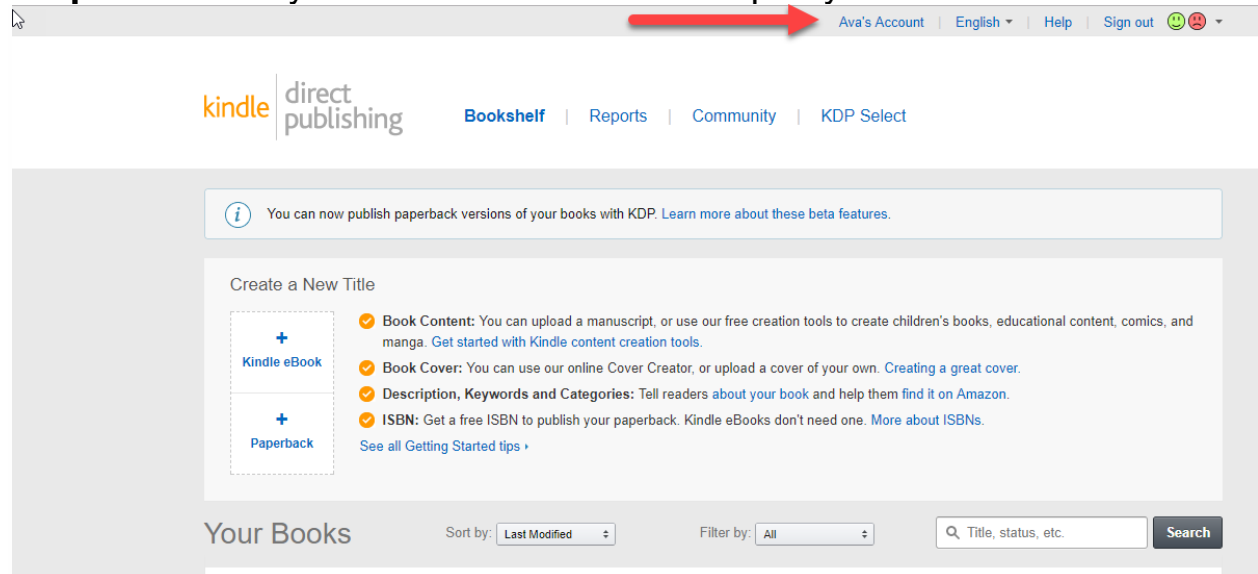 Ava's Account | English | Help | Sign out
kindle direct publishing
Bookshelf | Reports | Community | KDP Select
i You can now publish paperback versions of your books with KDP. Learn more about these beta features.
Create a New Title
+
Kindle eBook
+
Paperback
Book Content: You can upload a manuscript, or use our free creation tools to create children's books, educational content, comics, and
manga. Get started with Kindle content creation tools.
Book Cover: You can use our online Cover Creator, or upload a cover of your own. Creating a great cover.
Description, Keywords and Categories: Tell readers about your book and help them find it on Amazon.
ISBN: Get a free ISBN to publish your paperback. Kindle eBooks don't need one. More about ISBNs.
See all Getting Started tips
Your Books Sort by: Last Modified Filter by: All Title, status, etc. Search